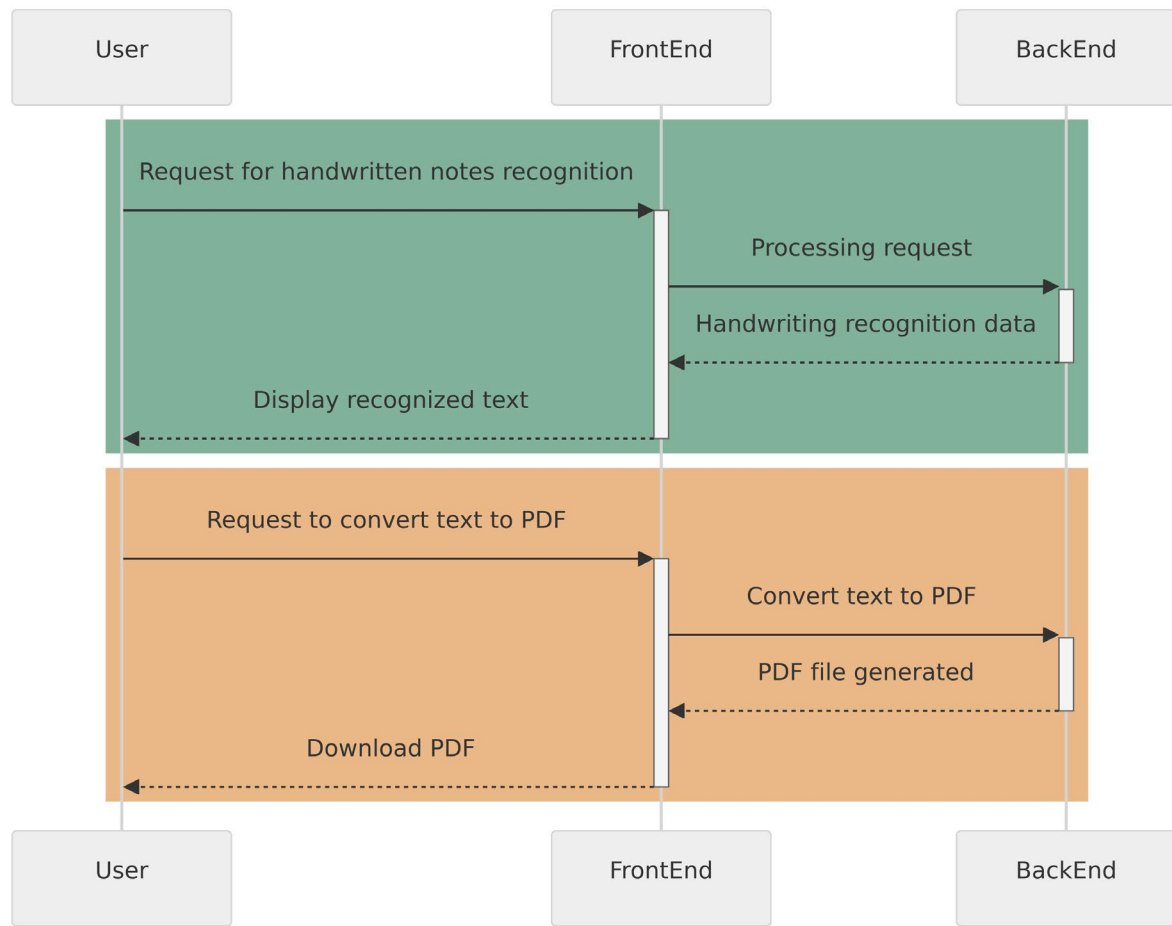 User
FrontEnd
BackEnd
Request for handwritten notes recognition
Processing request
Handwriting recognition data
Display recognized text
Request to convert text to PDF
Convert text to PDF
PDF file generated
Download PDF
User
FrontEnd
BackEnd